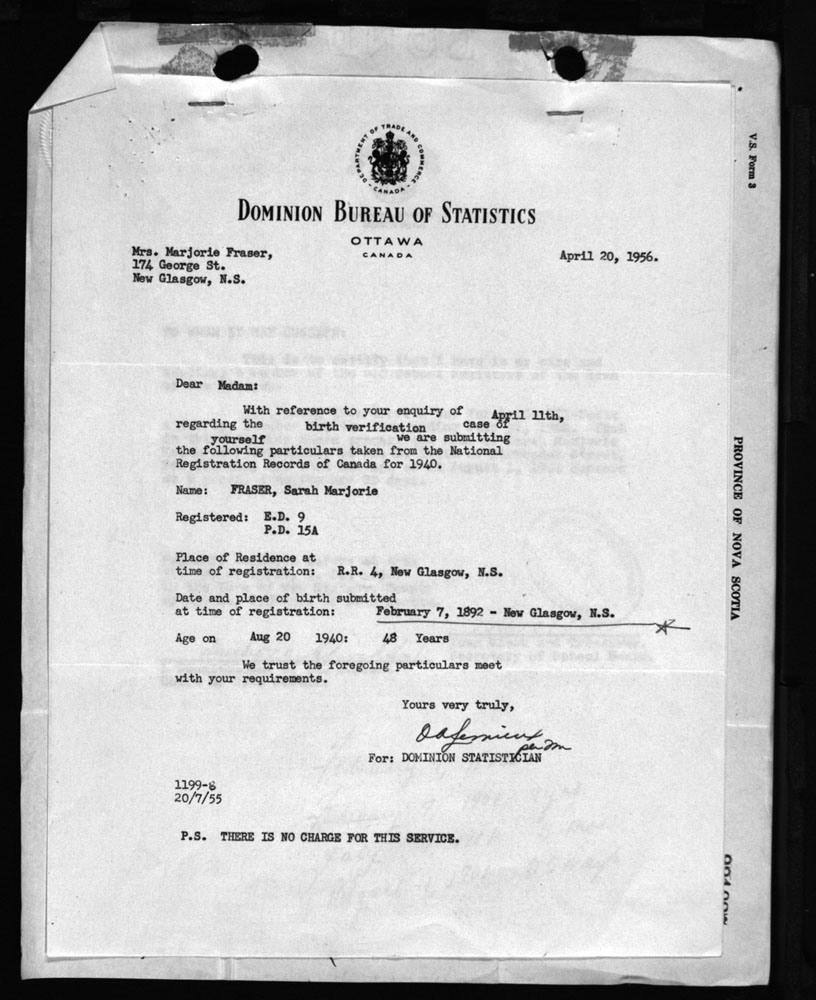 DEPARTMENT OF TRADE AND COMMERCE
CANADA
DOMINION BUREAU OF STATISTICS
OTTAWA
CANADA
Mrs. Marjorie Fraser,
174 George St.
New Glasgow, N.S.
April 20, 1956.
Dear Madam:
With reference to your enquiry of April 11th,
regarding the birth verification case of
yourself we are submitting
the following particulars taken from the National
Registration Records of Canada for 1940.
Name: FRASER, Sarah Marjorie
Registered: E.D. 9
P.D. 15A
Place of Residence at
time of registration: R.R. 4, New Glasgow, N.S.
Date and place of birth submitted
at time of registration: February 7, 1892 - New Glasgow, N.S.
Age on Aug 20 1940: 48 Years
We trust the foregoing particulars meet
with your requirements.
Yours very truly,
For: DOMINION STATISTICIAN
1199-8
20/7/55
P.S. THERE IS NO CHARGE FOR THIS SERVICE.
V.S. Form 3
PROVINCE OF NOVA SCOTIA